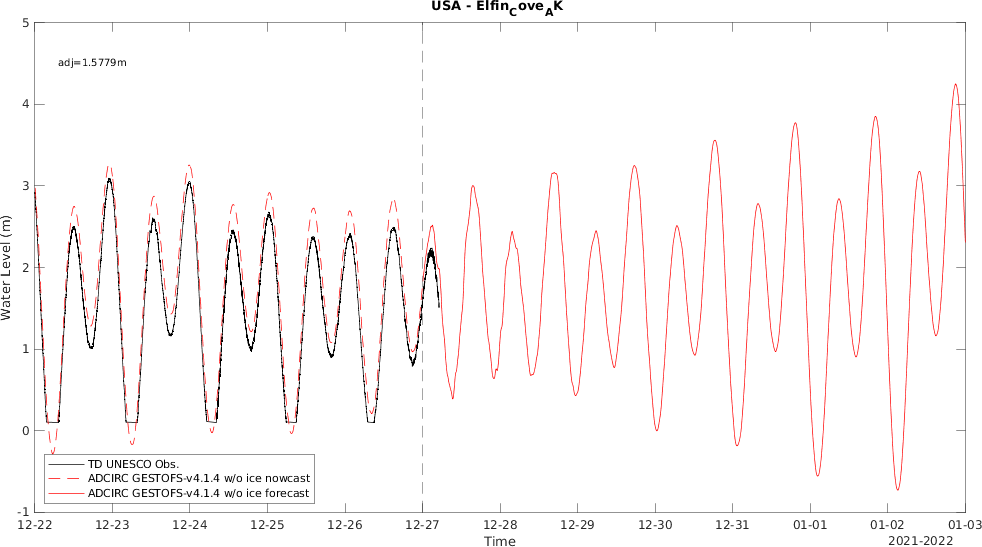 USA - Elfin_Cove_AK
adj=1.5779m
5
4
3
2
1
0
-1
Water Level (m)
TD UNESCO Obs.
ADCIRC GESTOFS-v4.1.4 w/o ice nowcast
ADCIRC GESTOFS-v4.1.4 w/o ice forecast
12-22 12-23 12-24 12-25 12-26 12-27 12-28 12-29 12-30 12-31 01-01 01-02 01-03
Time
2021-2022